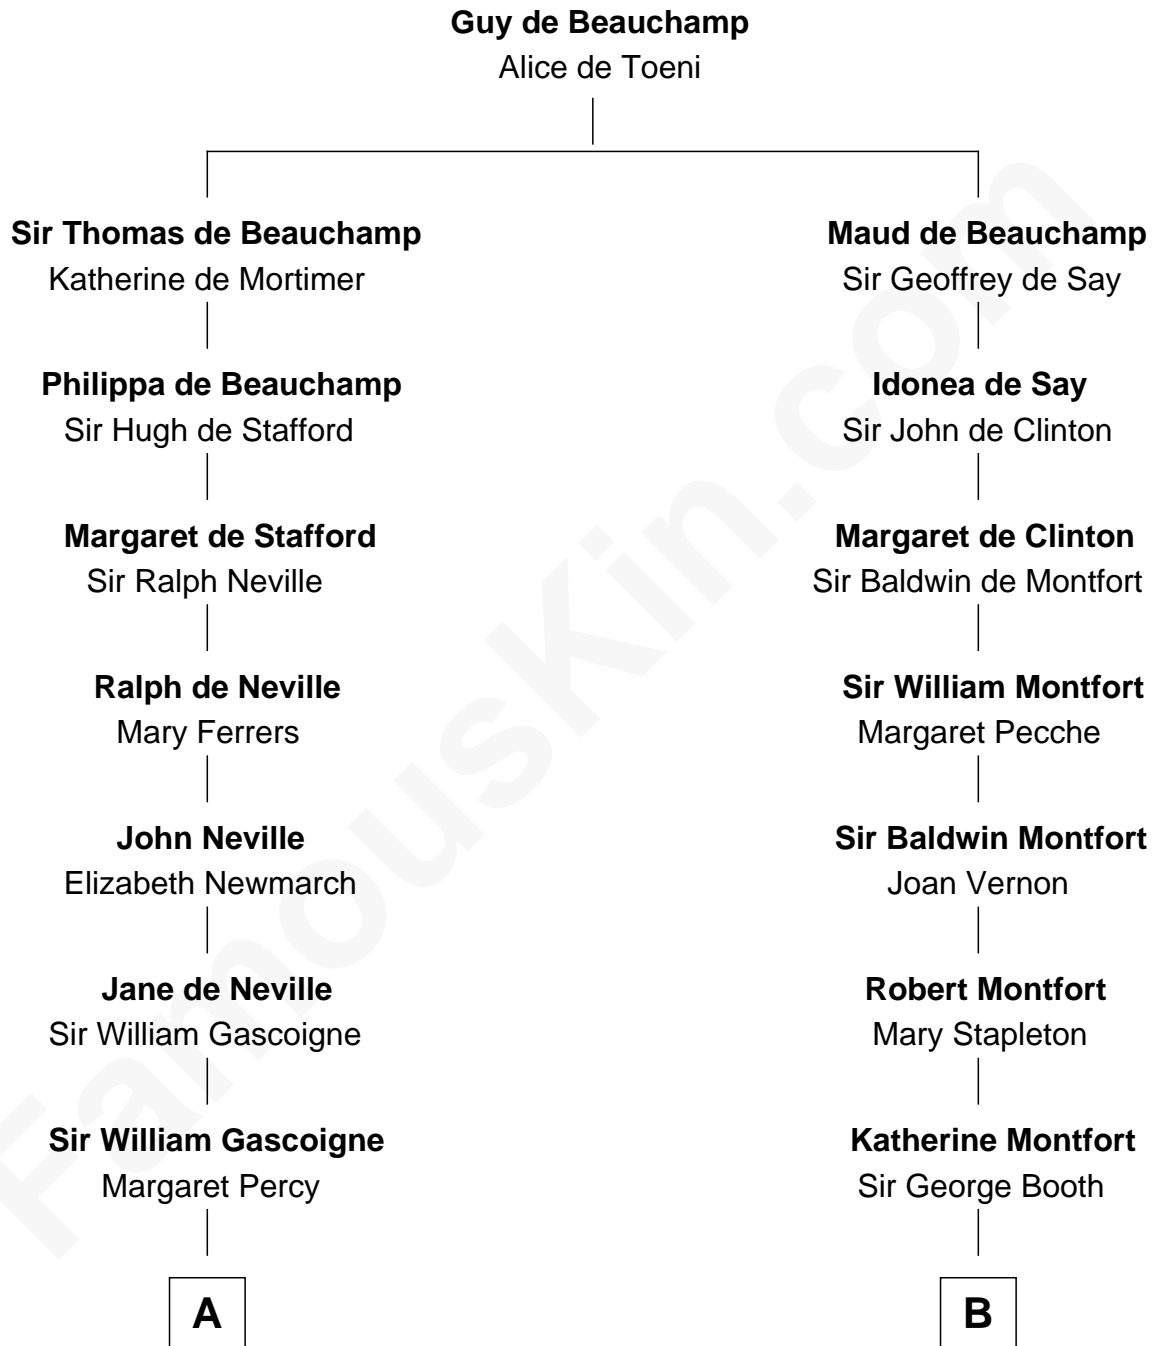 Guy de Beauchamp
Alice de Toeni
Sir Thomas de Beauchamp
Katherine de Mortimer
Maud de Beauchamp
Sir Geoffrey de Say
Philippa de Beauchamp
Sir Hugh de Stafford
Idonea de Say
Sir John de Clinton
Margaret de Stafford
Sir Ralph Neville
Margaret de Clinton
Sir Baldwin de Montfort
Ralph de Neville
Mary Ferrers
Sir William Montfort
Margaret Pecche
John Neville
Elizabeth Newmarch
Sir Baldwin Montfort
Joan Vernon
Jane de Neville
Sir William Gascoigne
Robert Montfort
Mary Stapleton
Sir William Gascoigne
Margaret Percy
Katherine Montfort
Sir George Booth
A
B
FamousKin.com